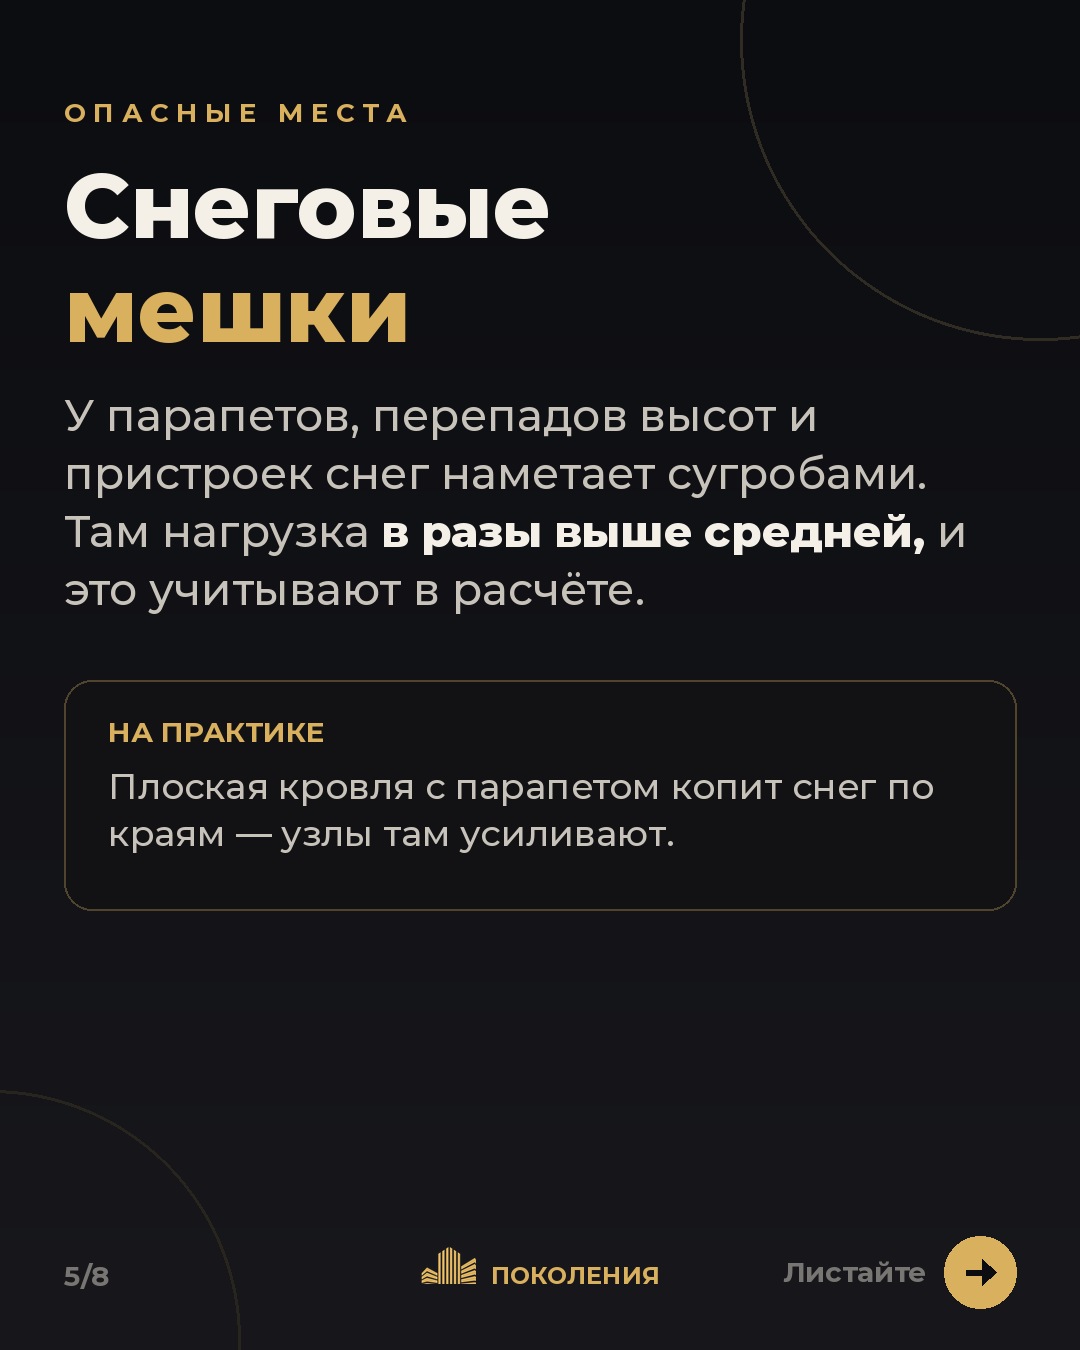 ОПАСНЫЕ МЕСТА
Снеговые
мешки
У парапетов, перепадов высот и
пристроек снег наметает сугробами.
Там нагрузка в разы выше средней, и
это учитывают в расчёте.
НА ПРАКТИКЕ
Плоская кровля с парапетом копит снег по
краям — узлы там усиливают.
5/8
ПОКОЛЕНИЯ
Листайте